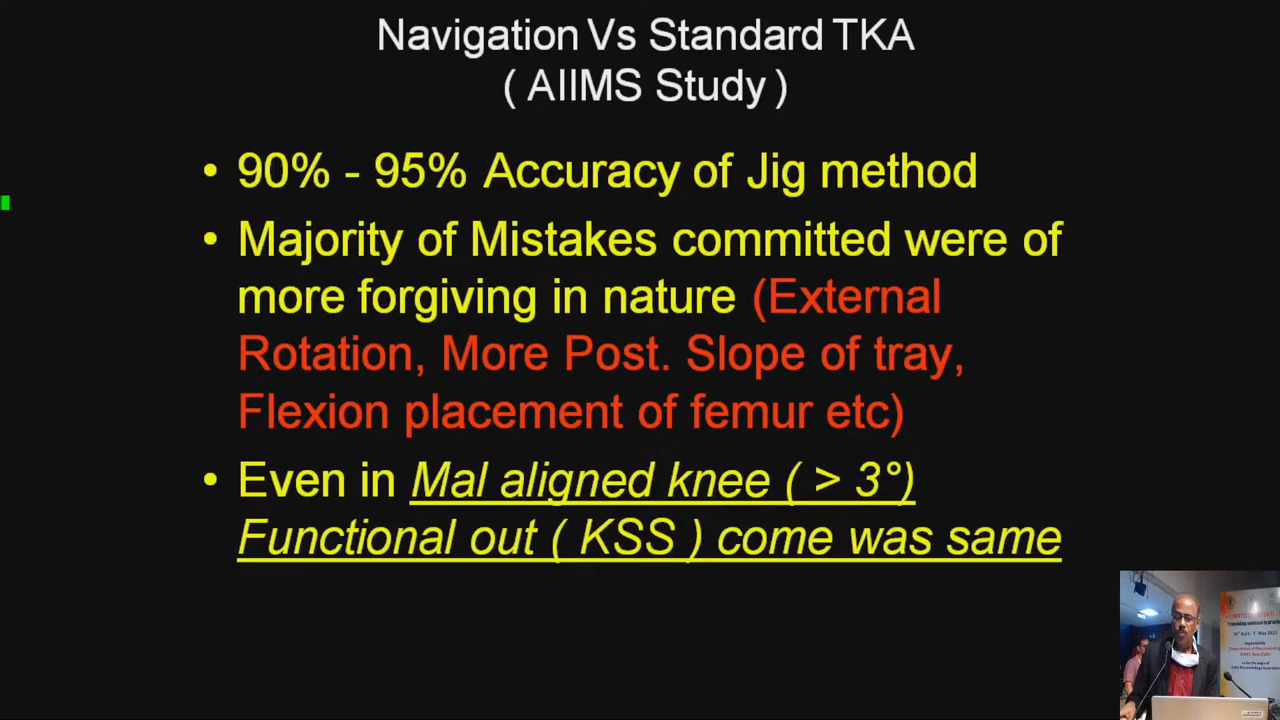 Navigation Vs Standard TKA
( AIIMS Study )
• 90% - 95% Accuracy of Jig method
• Majority of Mistakes committed were of
more forgiving in nature (External
Rotation, More Post. Slope of tray,
Flexion placement of femur etc)
• Even in Mal aligned knee ( > 3°)
Functional out ( KSS ) come was same